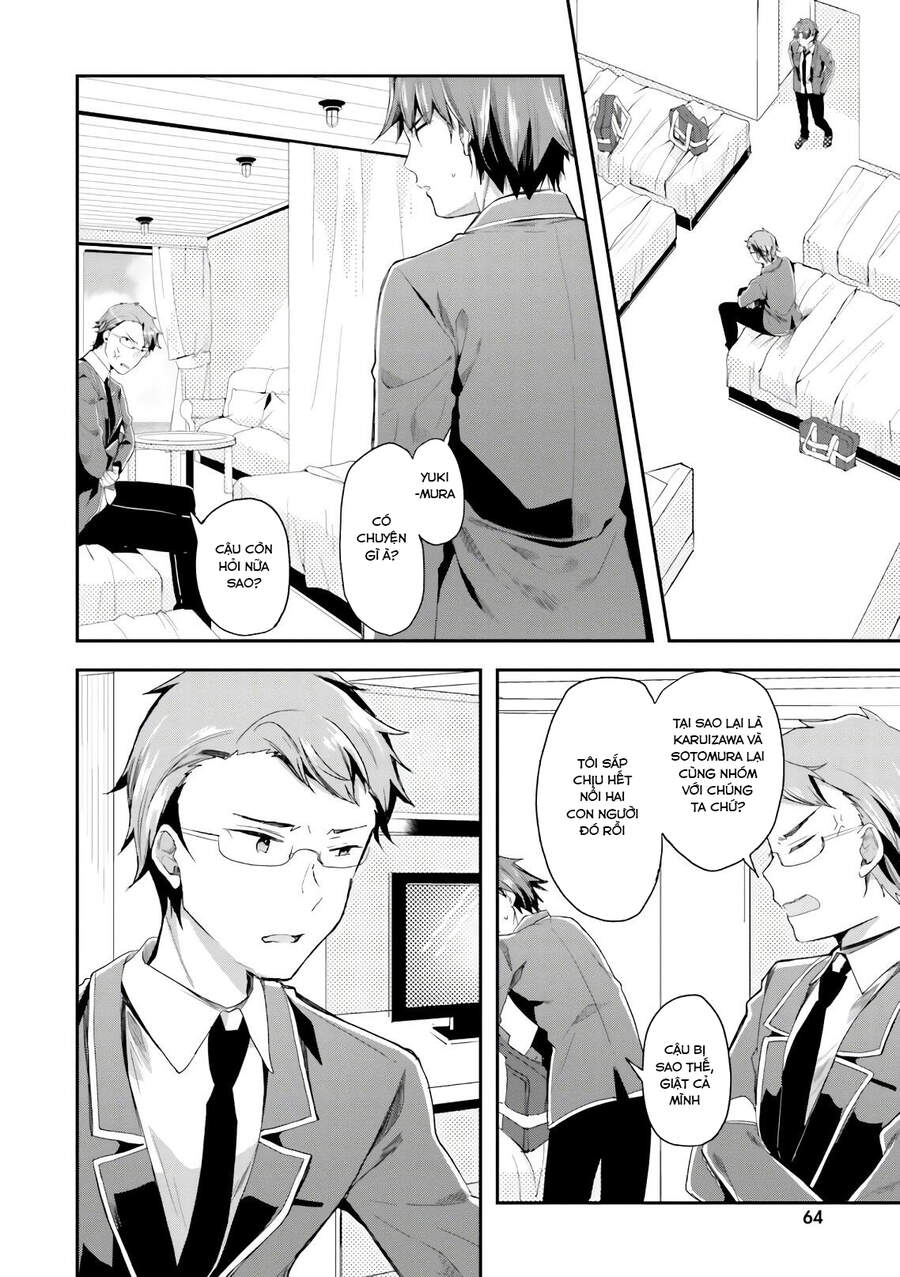 YUKI
-MURA
CÓ
CHUYỆN
GÌ À?
CẬU CÒN
HỎI NỮA
SAO?
TẠI SAO LẠI LÀ
KARUIZAWA VÀ
SOTOMURA LẠI
CÙNG NHÓM
VỚI CHÚNG
TA CHỨ?
TÔI SẮP
CHỊU HẾT
NỔI HAI
CON NGƯỜI
ĐÓ RỒI
CẬU BỊ
SAO THẾ,
GIẬT CẢ
MÌNH
64